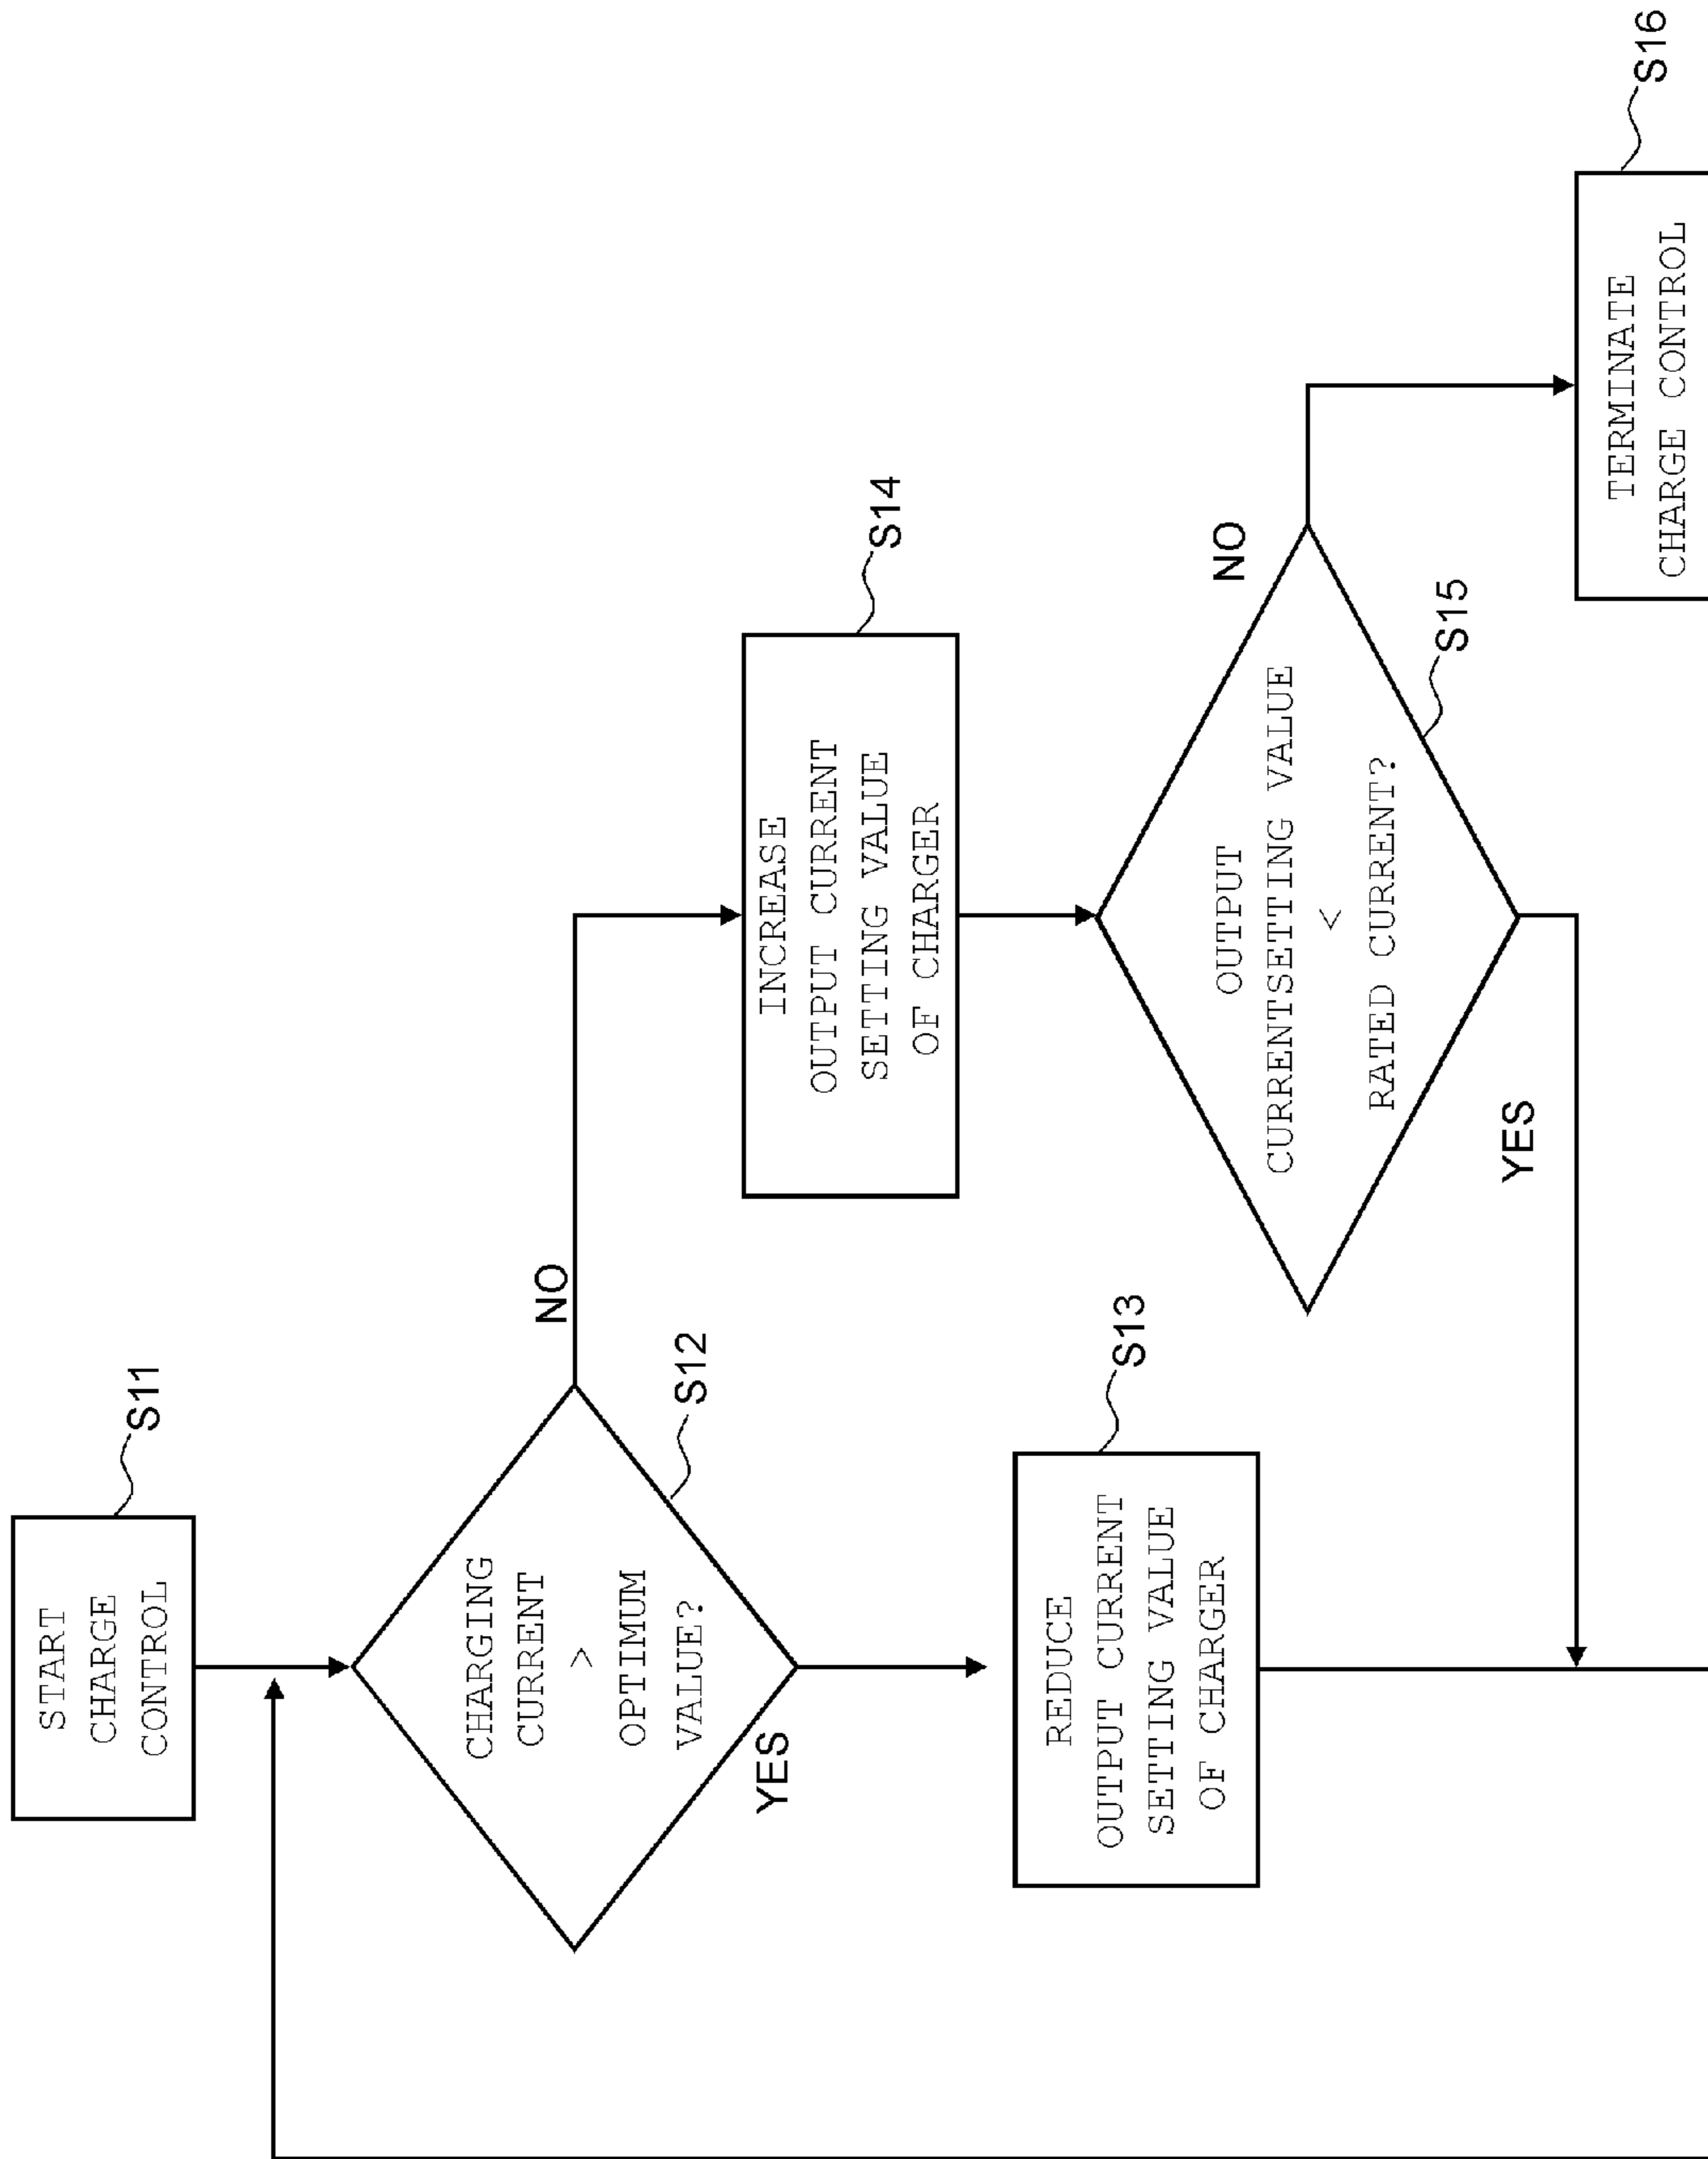 START
CHARGE
CONTROL
S11
CHARGING
CURRENT
>
OPTIMUM
VALUE?
S12
NO
YES
REDUCE
OUTPUT CURRENT
SETTING VALUE
OF CHARGER
S13
INCREASE
OUTPUT CURRENT
SETTING VALUE
OF CHARGER
S14
OUTPUT
CURRENTSETTING VALUE
<
RATED CURRENT?
S15
NO
YES
TERMINATE
CHARGE CONTROL
S16